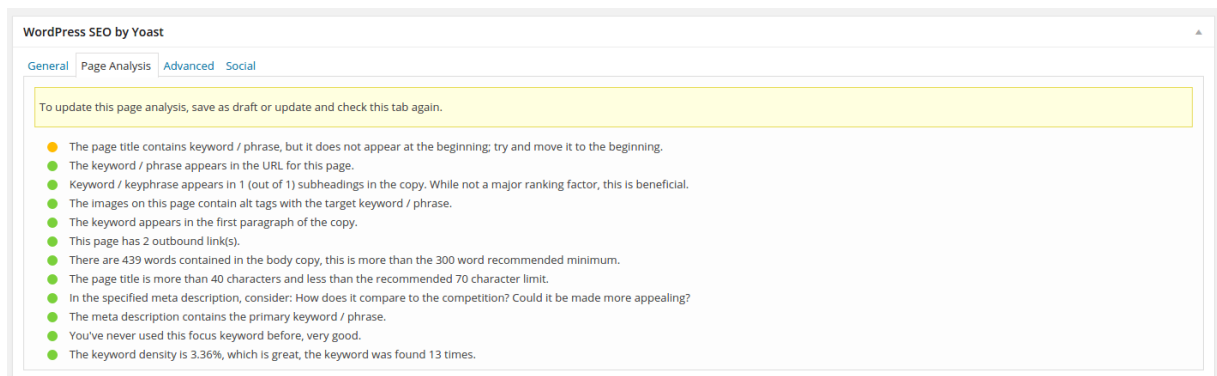 WordPress SEO by Yoast
General Page Analysis Advanced Social
To update this page analysis, save as draft or update and check this tab again.
The page title contains keyword / phrase, but it does not appear at the beginning; try and move it to the beginning.
The keyword / phrase appears in the URL for this page.
Keyword / keyphrase appears in 1 (out of 1) subheadings in the copy. While not a major ranking factor, this is beneficial.
The images on this page contain alt tags with the target keyword / phrase.
The keyword appears in the first paragraph of the copy.
This page has 2 outbound link(s).
There are 439 words contained in the body copy, this is more than the 300 word recommended minimum.
The page title is more than 40 characters and less than the recommended 70 character limit.
In the specified meta description, consider: How does it compare to the competition? Could it be made more appealing?
The meta description contains the primary keyword / phrase.
You've never used this focus keyword before, very good.
The keyword density is 3.36%, which is great, the keyword was found 13 times.